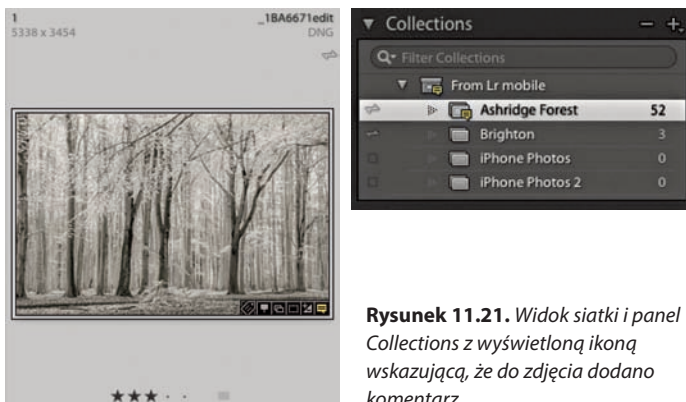 1
_1BA6671edit
5338 x 3454
DNG
Collections
Filter Collections
From Lr mobile
Ashridge Forest 52
Brighton 3
iPhone Photos 0
iPhone Photos 2 0
Rysunek 11.21. Widok siatki i panel
Collections z wyświetloną ikoną
wskazującą, że do zdjęcia dodano
komentarz